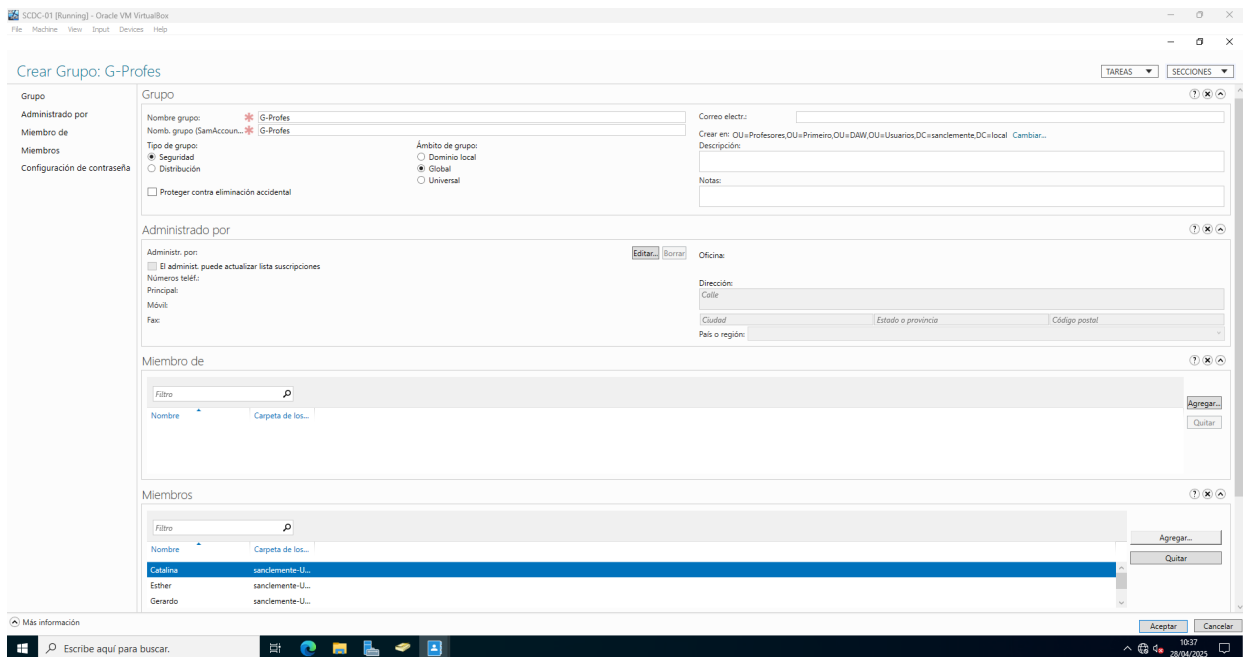 SCDC-01 [Running] - Oracle VM VirtualBox
File Machine View Input Devices Help
Crear Grupo: G-Profes
TAREAS
SECCIONES
Grupo
Administrado por
Miembro de
Miembros
Configuración de contraseña
Grupo
Nombre grupo: * G-Profes
Nomb. grupo (SamAccoun... * G-Profes
Tipo de grupo:
Seguridad
Distribución
Ámbito de grupo:
Dominio local
Global
Universal
Proteger contra eliminación accidental
Correo electr.:
Crear en: OU=Profesores,OU=Primero,OU=DAW,OU=Usuarios,DC=sanclemente,DC=local Cambiar...
Descripción:
Notas:
Administrado por
Administr. por:
Editar... Borrar
El administ. puede actualizar lista suscripciones
Números teléf.:
Principal:
Móvil:
Fax:
Oficina:
Dirección:
Calle
Ciudad Estado o provincia Código postal
País o región:
Miembro de
Filtro
Nombre Carpeta de los...
Agregar...
Quitar
Miembros
Filtro
Nombre Carpeta de los...
Catalina sanclemente-U...
Esther sanclemente-U...
Gerardo sanclemente-U...
Agregar...
Quitar
Más información
Aceptar Cancelar
Escribe aquí para buscar.
10:37
28/04/2025